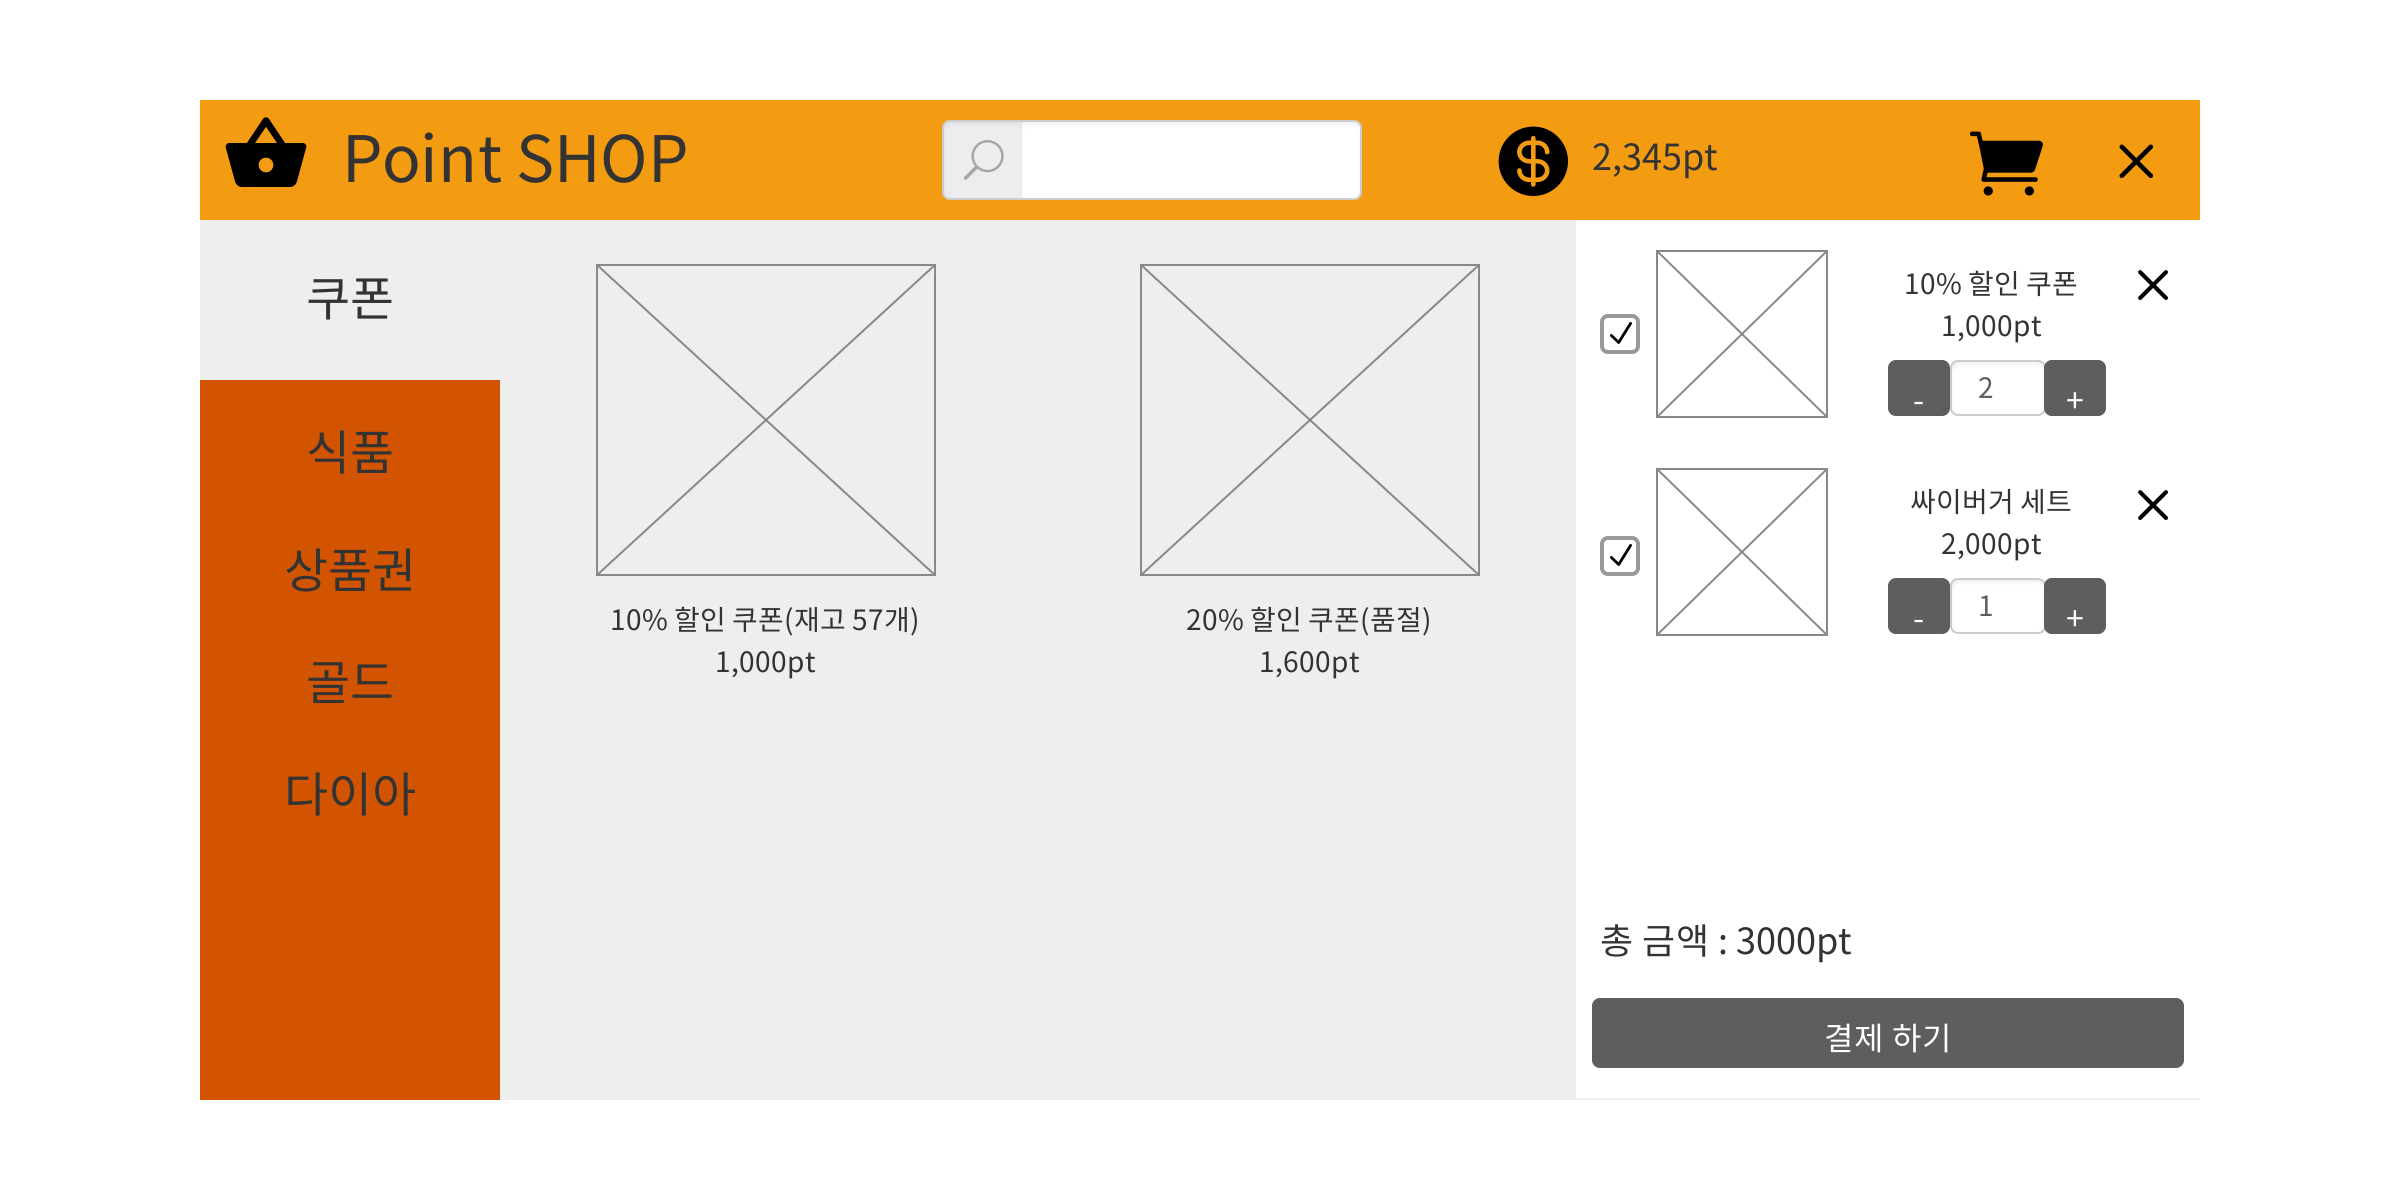 Point SHOP
2,345pt
쿠폰
식품
상품권
골드
다이아
10% 할인 쿠폰(재고 57개)
1,000pt
20% 할인 쿠폰(품절)
1,600pt
10% 할인 쿠폰
1,000pt
- 2 +
싸이버거 세트
2,000pt
- 1 +
총 금액 : 3000pt
결제 하기